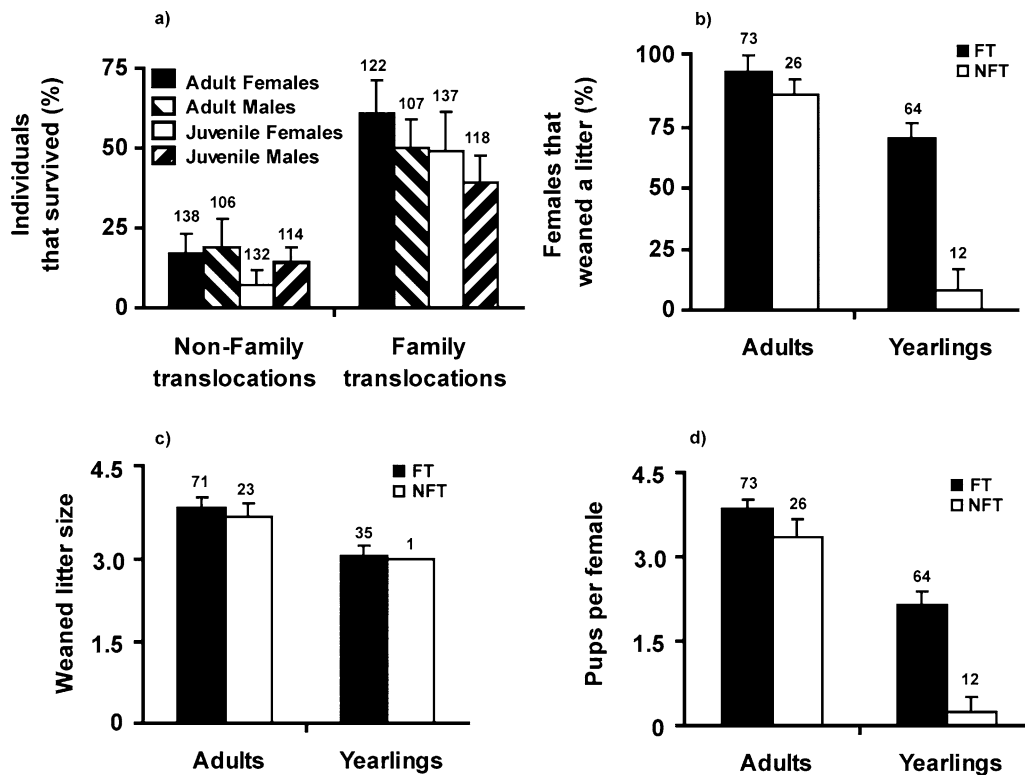 a)
Individuals
that survived (%)
75
50
25
0
Adult Females
Adult Males
Juvenile Females
Juvenile Males
138
106
132
114
122
107
137
118
Non-Family
translocations
Family
translocations
b)
Females that
weaned a litter (%)
100
75
50
25
0
FT
NFT
73
26
64
12
Adults
Yearlings
c)
Weaned litter size
4.5
3.0
1.5
0
FT
NFT
71
23
35
1
Adults
Yearlings
d)
Pups per female
4.5
3.0
1.5
0
FT
NFT
73
26
64
12
Adults
Yearlings